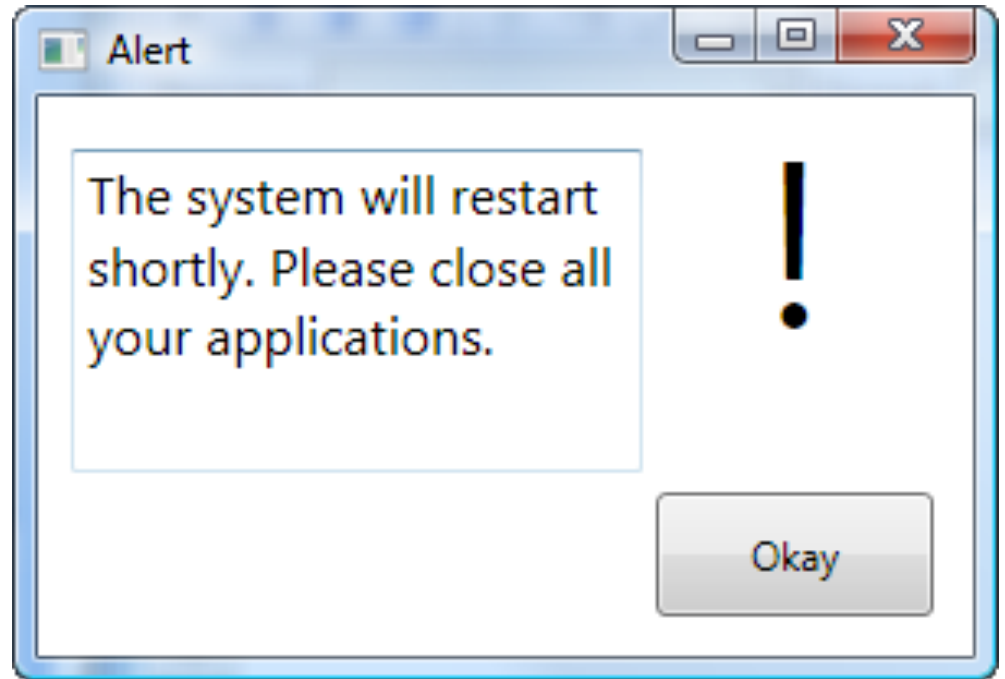 Alert
The system will restart
shortly. Please close all
your applications.
!
Okay